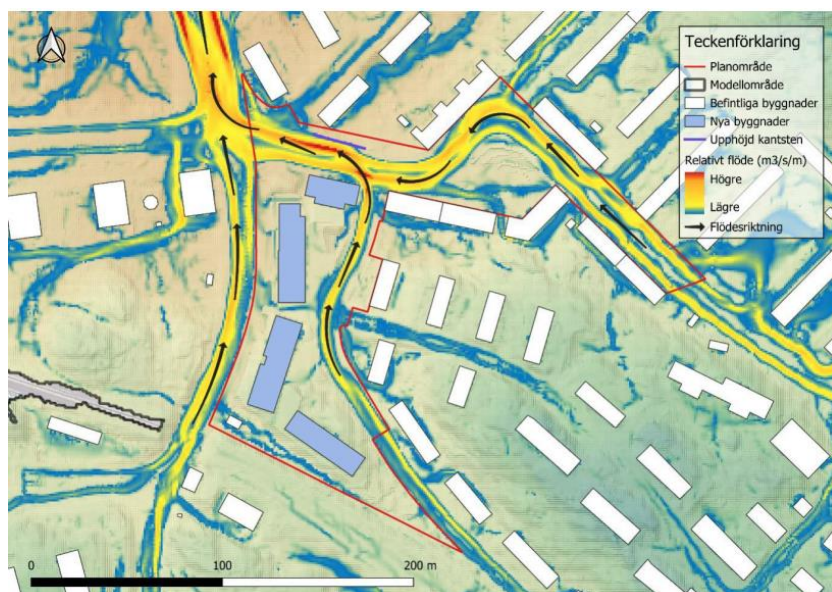 Teckenförklaring
Planområde
Modellområde
Befintliga byggnader
Nya byggnader
Upphöjd kantsten
Relativt flöde (m3/s/m)
Högre
Lägre
Flödesriktning
0 100 200 m